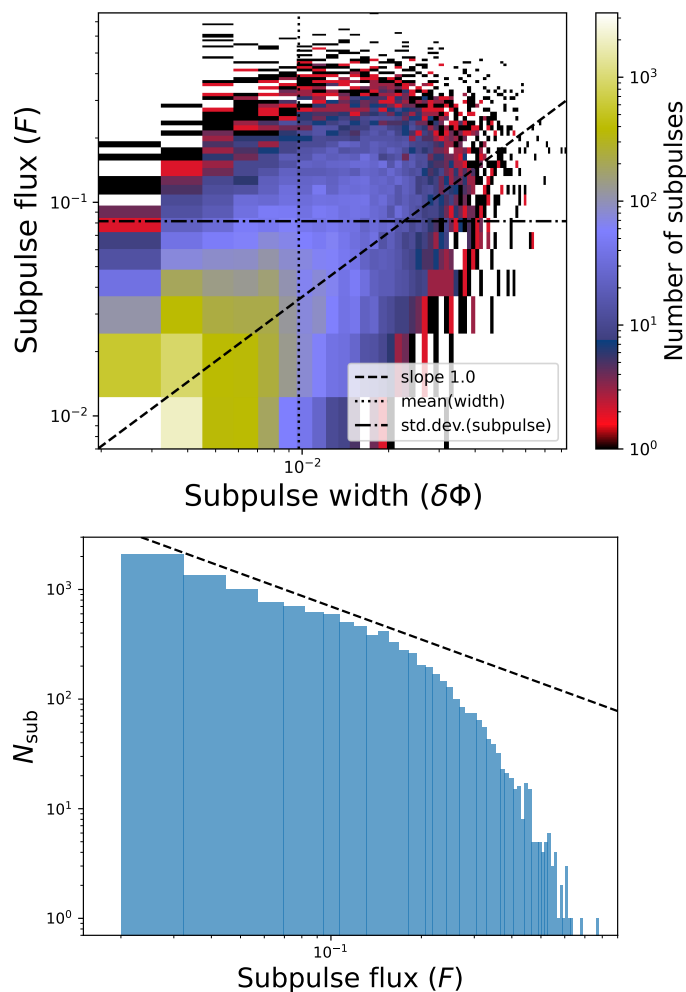 Subpulse flux (F)
10⁻¹
10⁻²
10⁻²
Subpulse width (δΦ)
slope 1.0
mean(width)
std.dev.(subpulse)
10³
10²
10¹
10⁰
Number of subpulses
N_sub
10³
10²
10¹
10⁰
10⁻¹
Subpulse flux (F)